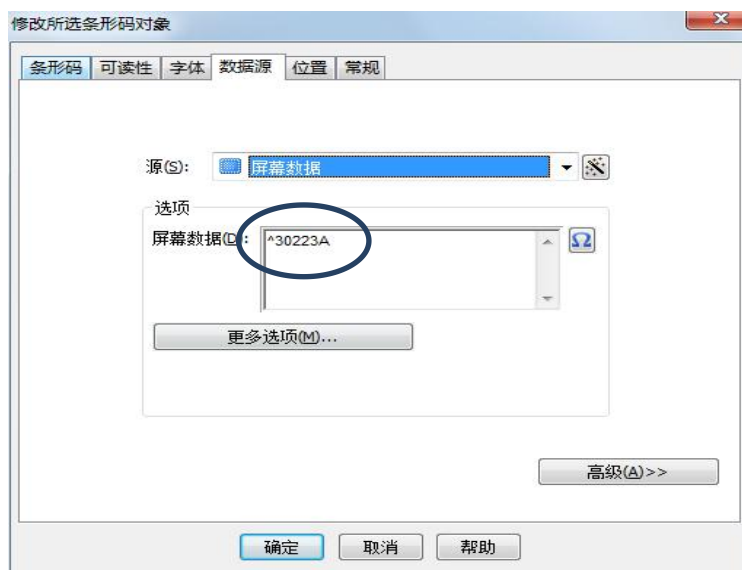 修改所选条形码对象
条形码 可读性 字体 数据源 位置 常规
源(S): 屏幕数据
选项
屏幕数据(D): ^30223A
更多选项(M)...
高级(A)>>
确定 取消 帮助